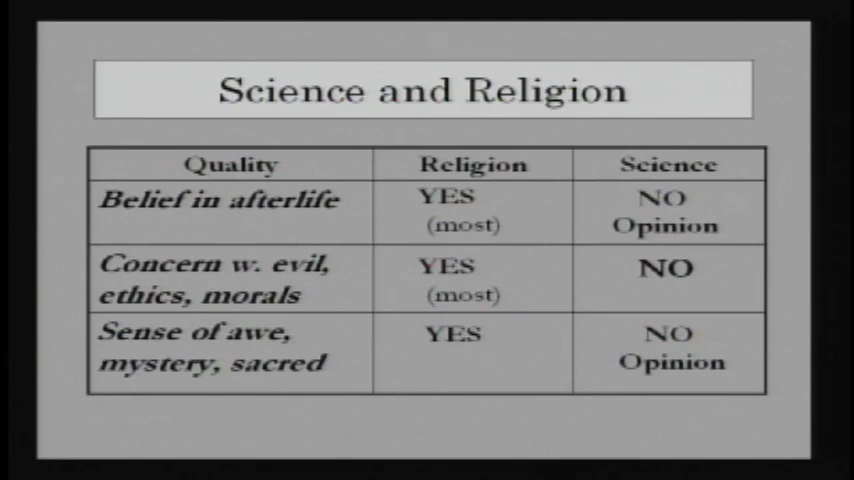 Science and Religion
Quality Religion Science
Belief in afterlife YES NO
(most) Opinion
Concern w. evil, YES NO
ethics, morals (most)
Sense of awe, YES NO
mystery, sacred Opinion